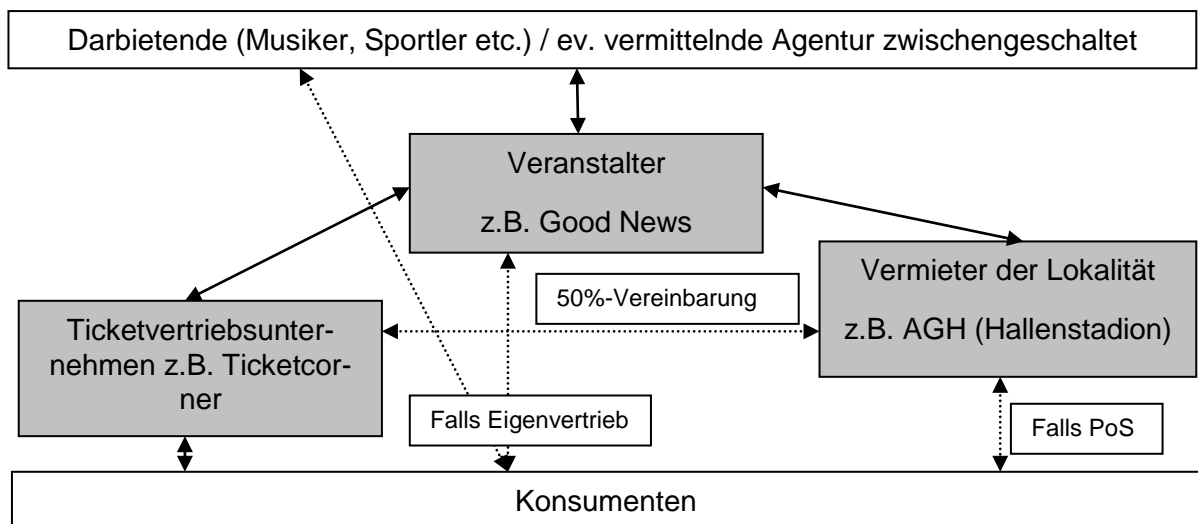 Darbietende (Musiker, Sportler etc.) / ev. vermittelnde Agentur zwischengeschaltet
Veranstalter
z.B. Good News
Vermieter der Lokalität
z.B. AGH (Hallenstadion)
50%-Vereinbarung
Ticketvertriebsunter-
nehmen z.B. Ticketcor-
ner
Falls Eigenvertrieb
Falls PoS
Konsumenten